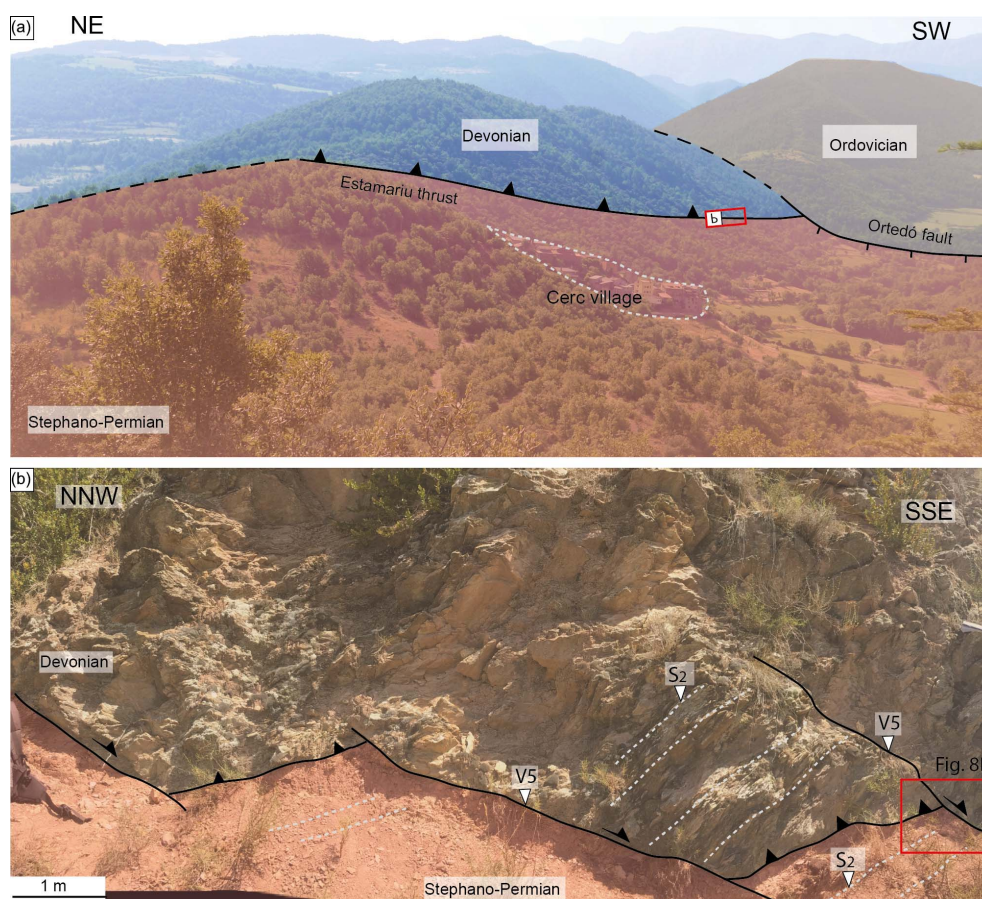 (a)
NE
SW
Devonian
Ordovician
Estamariu thrust
b
Ortedó fault
Cerc village
Stephano-Permian
(b)
NNW
SSE
Devonian
S2
V5
V5
Fig. 8
S2
1 m
Stephano-Permian